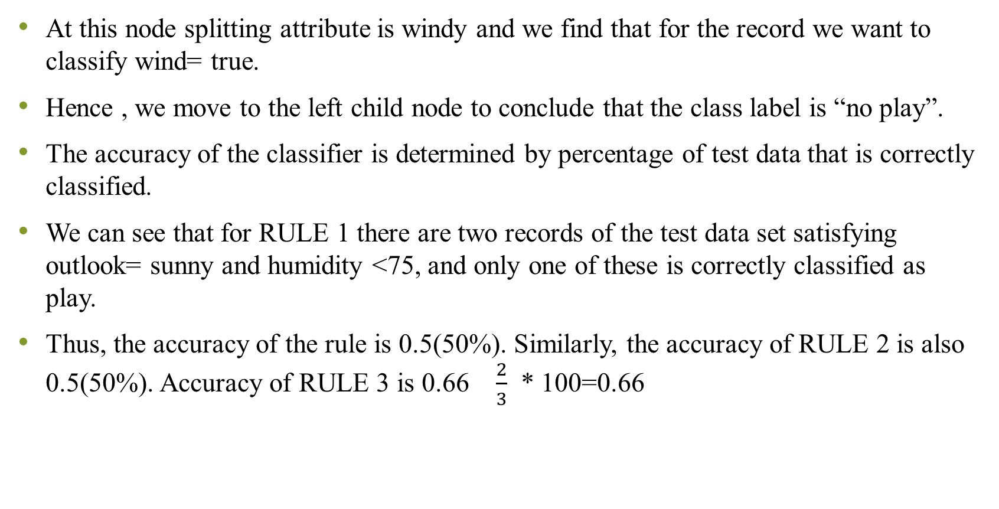 • At this node splitting attribute is windy and we find that for the record we want to
classify wind= true.
• Hence , we move to the left child node to conclude that the class label is “no play”.
• The accuracy of the classifier is determined by percentage of test data that is correctly
classified.
• We can see that for RULE 1 there are two records of the test data set satisfying
outlook= sunny and humidity <75, and only one of these is correctly classified as
play.
• Thus, the accuracy of the rule is 0.5(50%). Similarly, the accuracy of RULE 2 is also
0.5(50%). Accuracy of RULE 3 is 0.66 2/3 * 100=0.66